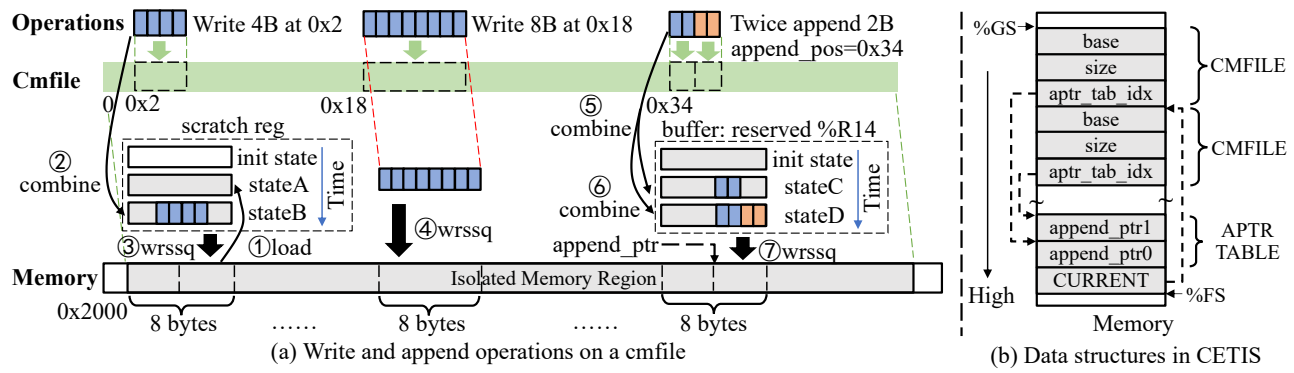 Operations
Write 4B at 0x2
Write 8B at 0x18
Twice append 2B
append_pos=0x34
Cmfile
0
0x2
0x18
0x34
scratch reg
② combine
init state
stateA
stateB
Time
③wrssq
①load
④wrssq
⑤ combine
⑥ combine
buffer: reserved %R14
init state
stateC
stateD
Time
append_ptr
⑦wrssq
Memory
Isolated Memory Region
0x2000
8 bytes
......
8 bytes
......
8 bytes
(a) Write and append operations on a cmfile
%GS
base
size
aptr_tab_idx
CMFILE
base
size
aptr_tab_idx
CMFILE
~
~
append_ptr1
append_ptr0
APTR
TABLE
CURRENT
%FS
High
Memory
(b) Data structures in CETIS